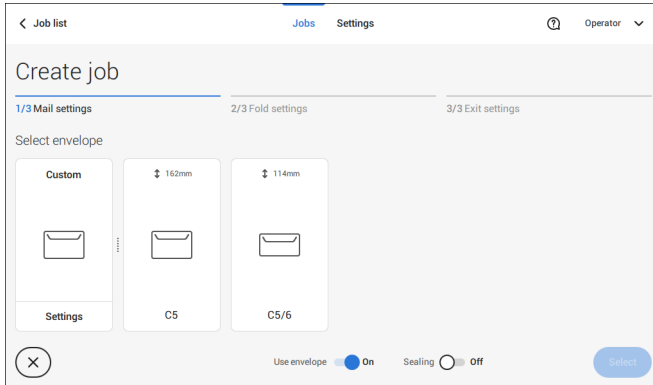 Job list
Jobs Settings
Operator
Create job
1/3 Mail settings 2/3 Fold settings 3/3 Exit settings
Select envelope
Custom 162mm 114mm
Settings C5 C5/6
Use envelope On Sealing Off Select